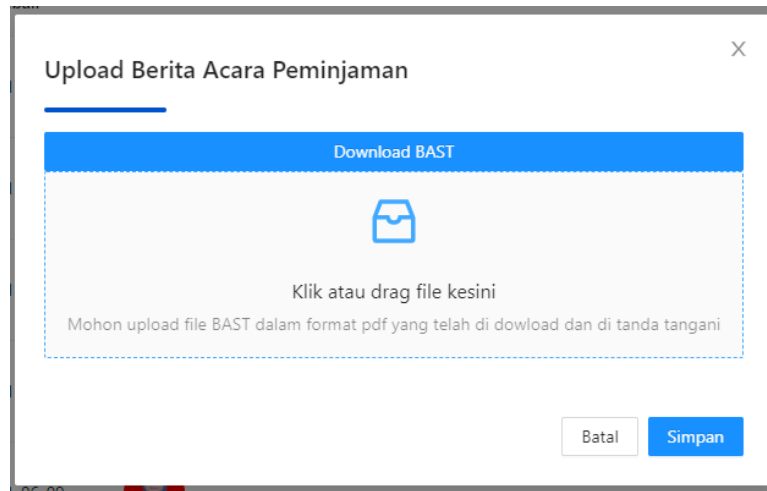 Upload Berita Acara Peminjaman
Download BAST
Klik atau drag file kesini
Mohon upload file BAST dalam format pdf yang telah di dowload dan di tanda tangani
Batal
Simpan